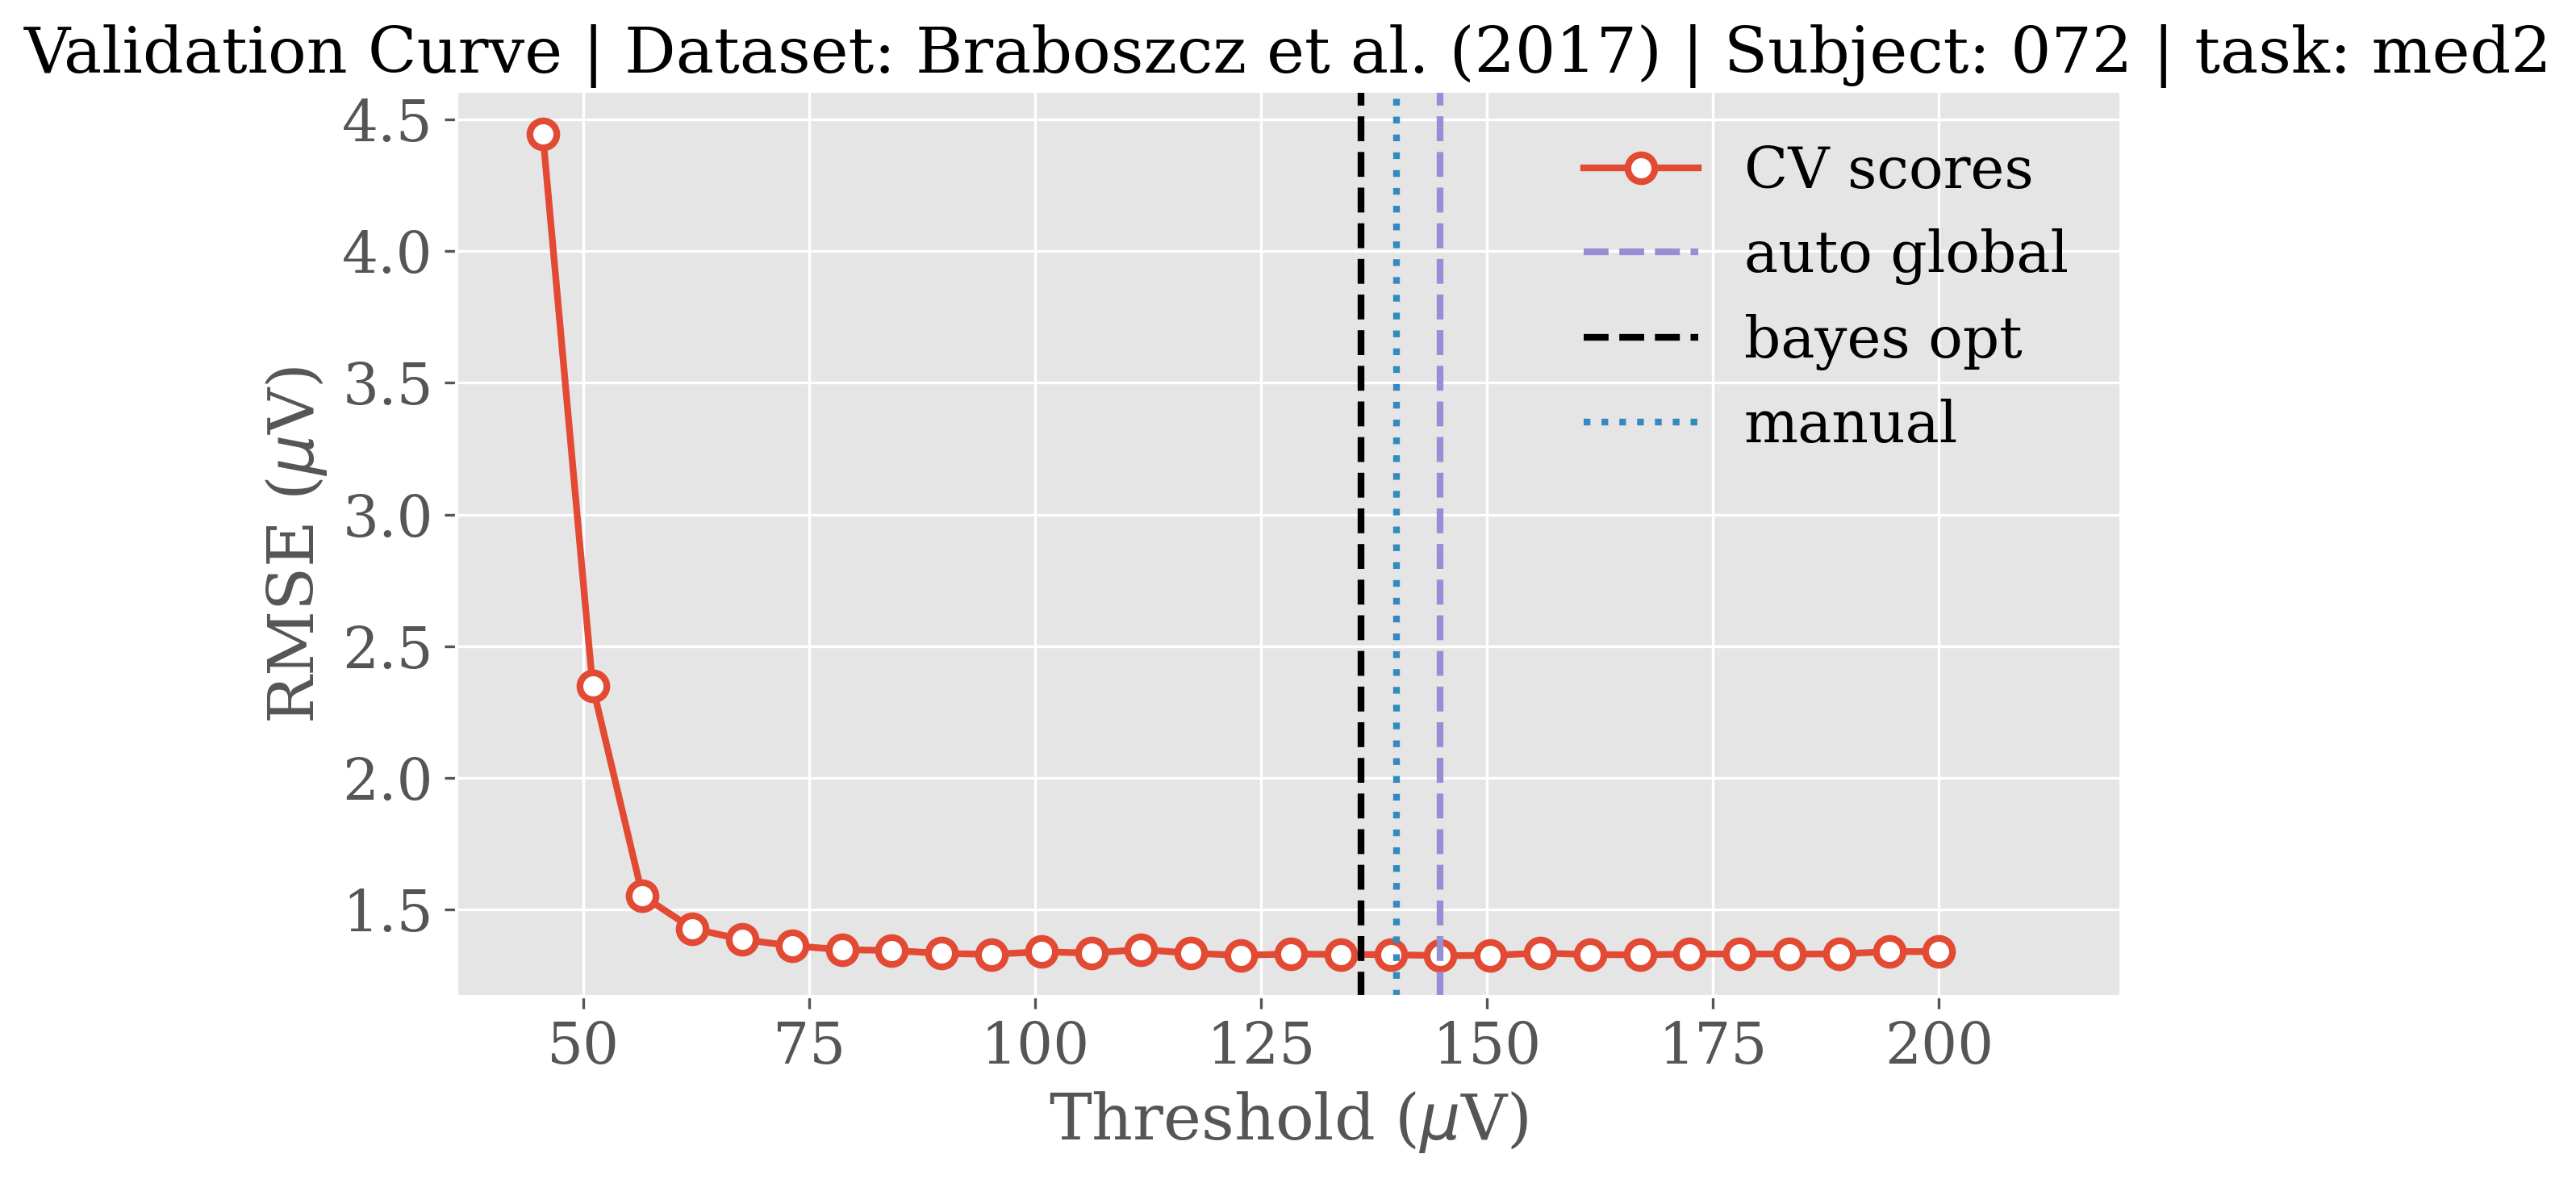 Validation Curve | Dataset: Braboszcz et al. (2017) | Subject: 072 | task: med2
4.5
4.0
3.5
3.0
2.5
2.0
1.5
RMSE (μV)
CV scores
auto global
bayes opt
manual
50 75 100 125 150 175 200
Threshold (μV)